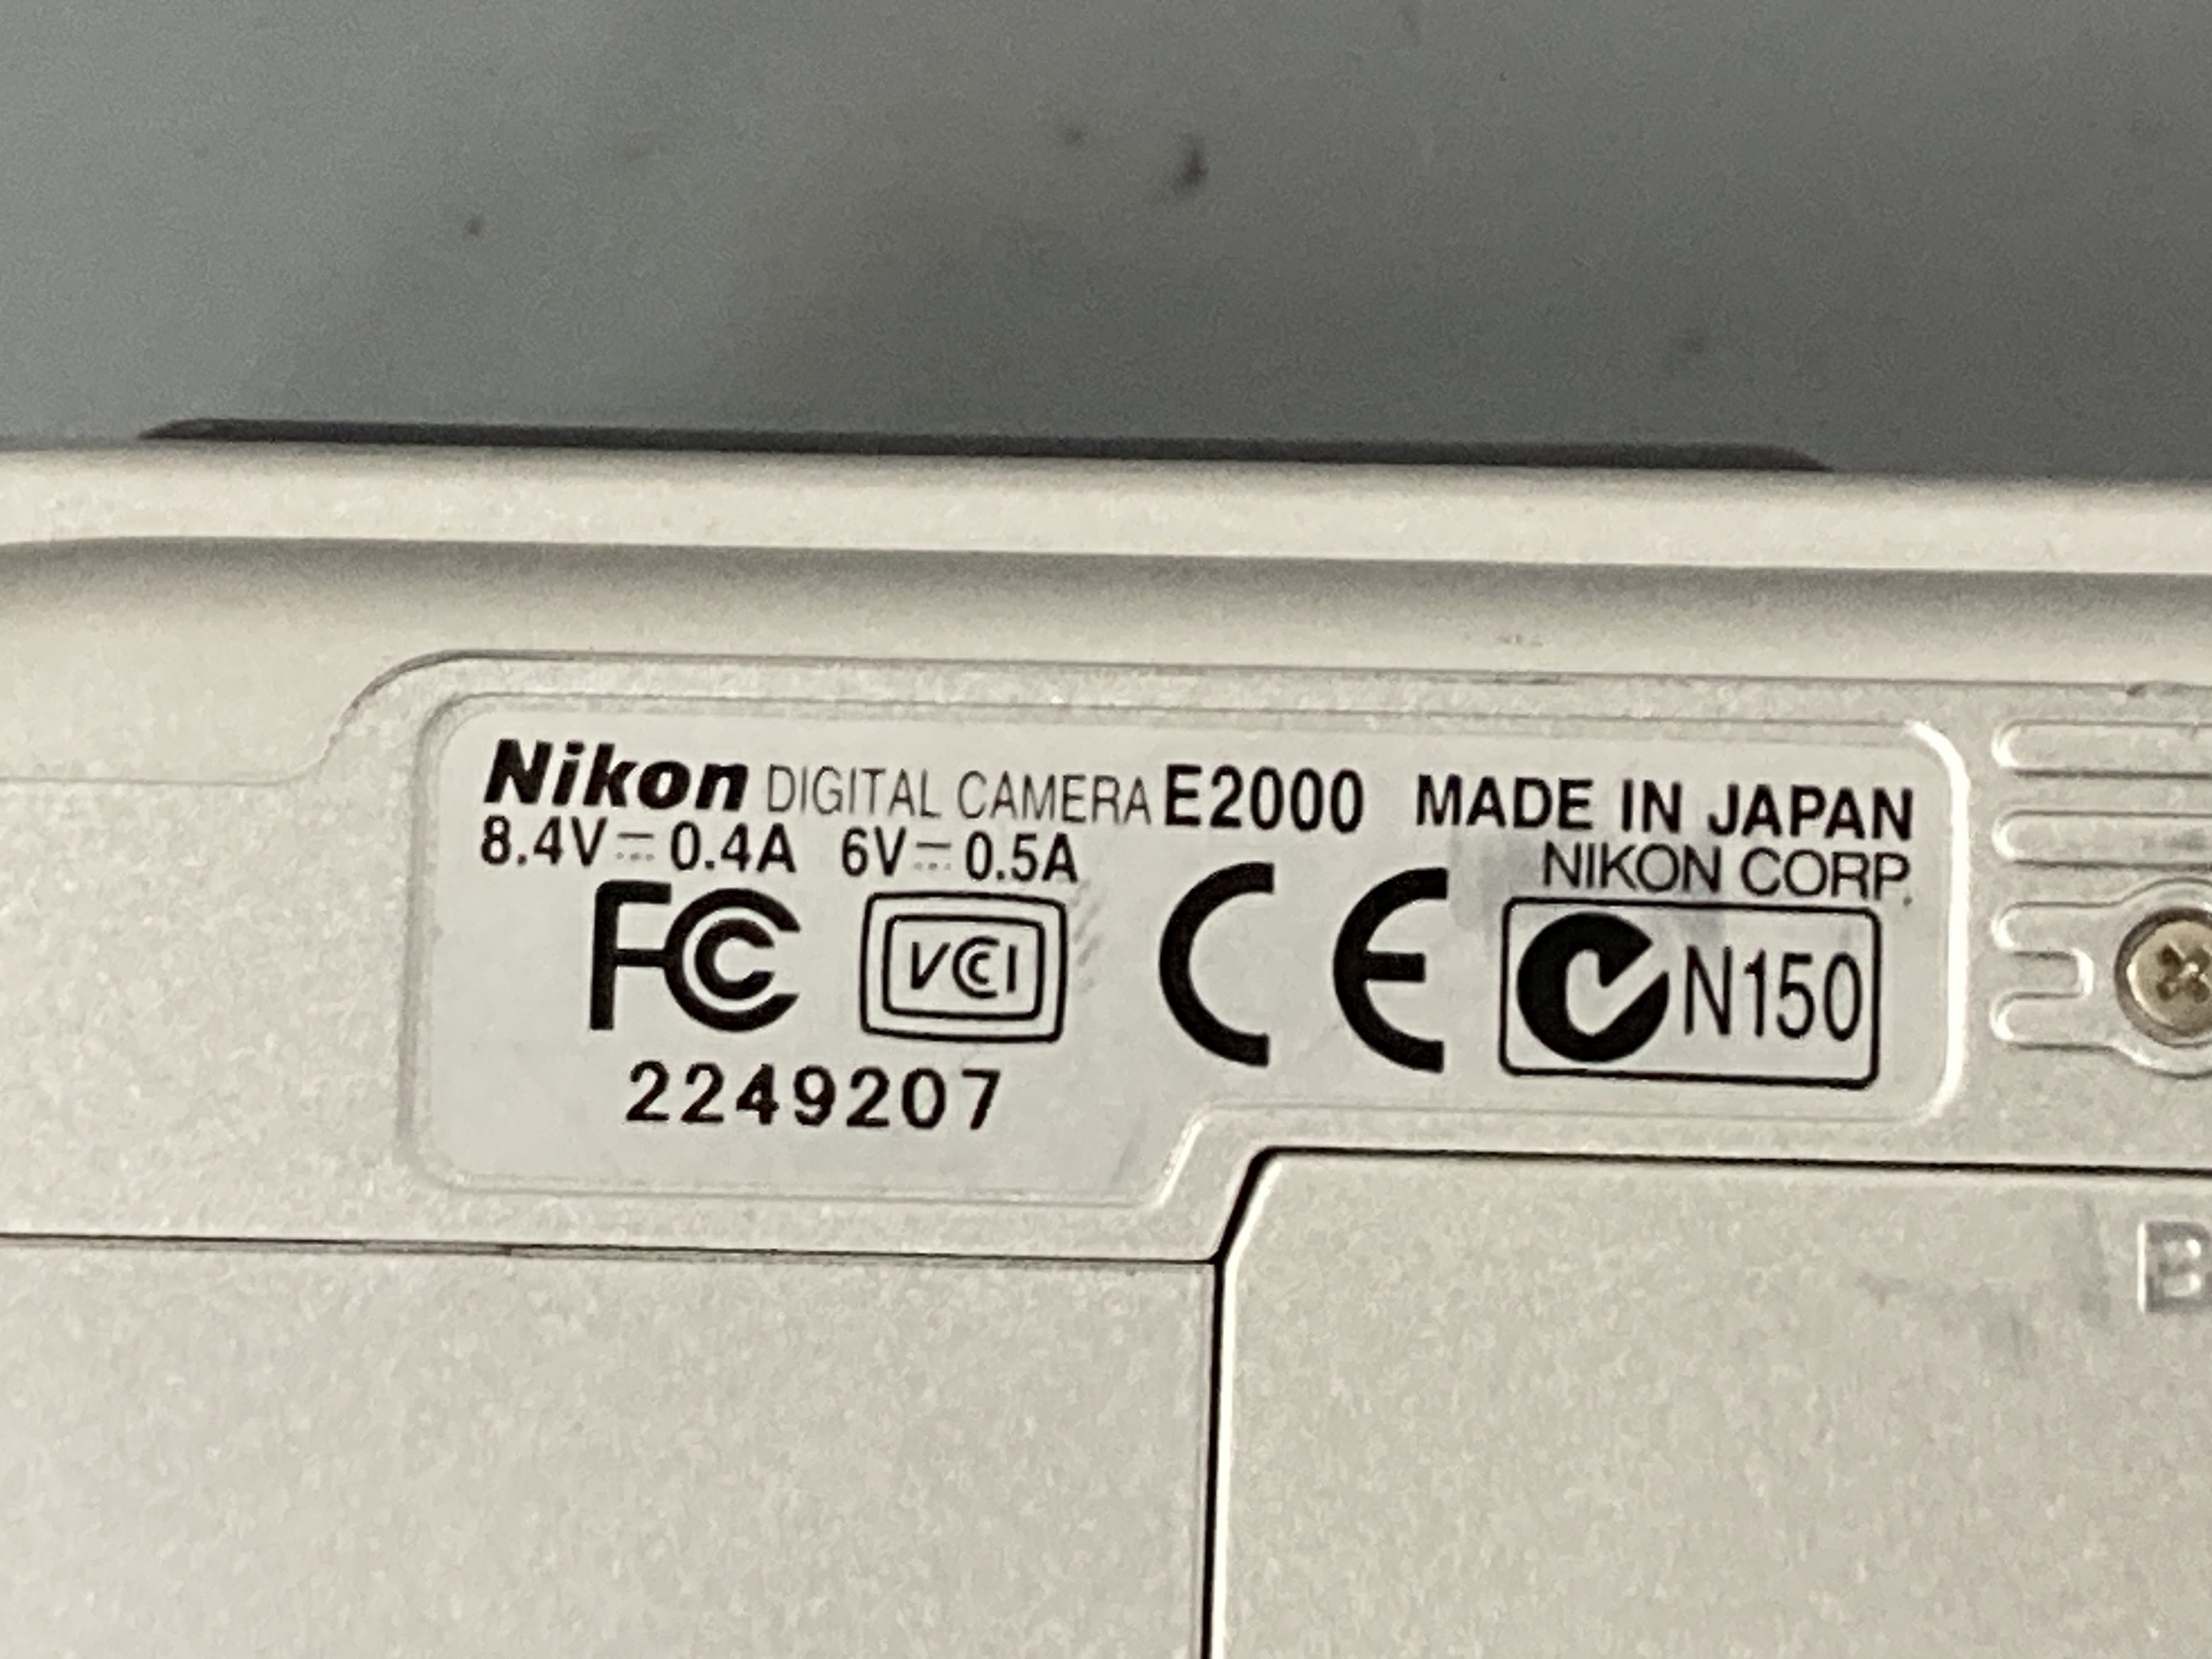 Nikon DIGITAL CAMERA E2000 MADE IN JAPAN
8.4V⎓0.4A 6V⎓0.5A NIKON CORP.
FC VCCI CE N150
2249207
B